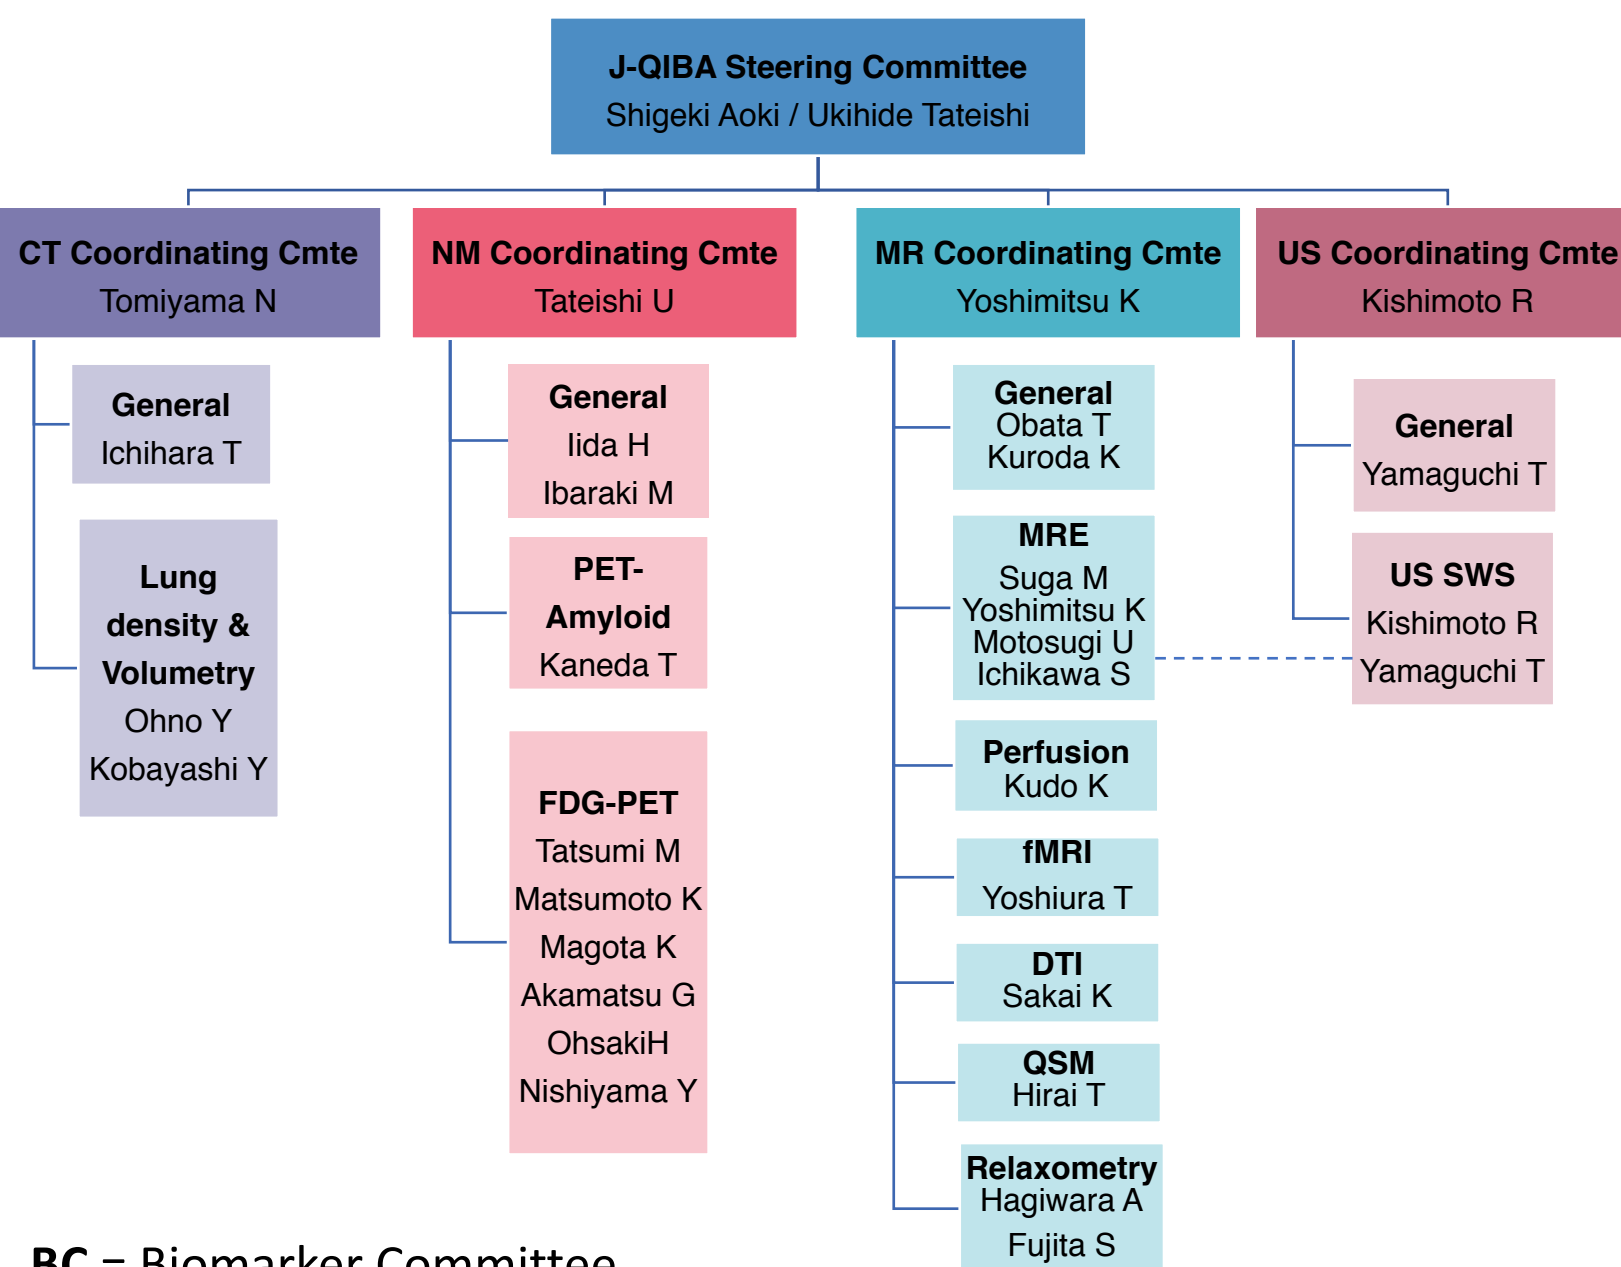 J-QIBA Steering Committee
Shigeki Aoki / Ukihide Tateishi
CT Coordinating Cmte
Tomiyama N
General
Ichihara T
Lung
density &
Volumetry
Ohno Y
Kobayashi Y
NM Coordinating Cmte
Tateishi U
General
Iida H
Ibaraki M
PET-
Amyloid
Kaneda T
FDG-PET
Tatsumi M
Matsumoto K
Magota K
Akamatsu G
OhsakiH
Nishiyama Y
MR Coordinating Cmte
Yoshimitsu K
General
Obata T
Kuroda K
MRE
Suga M
Yoshimitsu K
Motosugi U
Ichikawa S
Perfusion
Kudo K
fMRI
Yoshiura T
DTI
Sakai K
QSM
Hirai T
Relaxometry
Hagiwara A
Fujita S
US Coordinating Cmte
Kishimoto R
General
Yamaguchi T
US SWS
Kishimoto R
Yamaguchi T
BC = Biomarker Committee